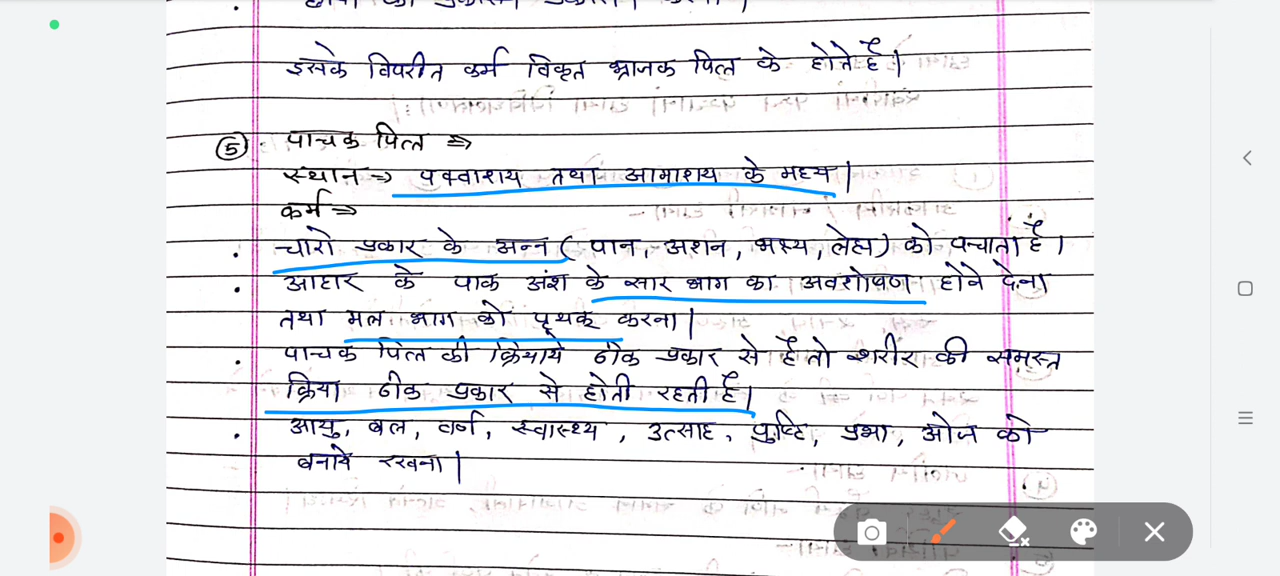 इसके विपरीत कर्म विकृत भ्राजक पित्त के होते है।
⑤ पाचक पित्त ⇒
स्थान → पक्वाशय तथा आमाशय के मध्य।
कर्म ⇒
• चारो प्रकार के अन्न (पान, अशन, भक्ष्य, लेह्य) को पचाता है।
• आहार के पाक अंश के सार भाग का अवशोषण होने देना
तथा मल भाग को पृथक् करना।
• पाचक पित्त की क्रियाये ठीक प्रकार से है तो शरीर की समस्त
क्रिया ठीक प्रकार से होती रहती है।
• आयु, बल, वर्ण, स्वास्थ्य, उत्साह, पुष्टि, प्रभा, ओज को
बनाये रखना।